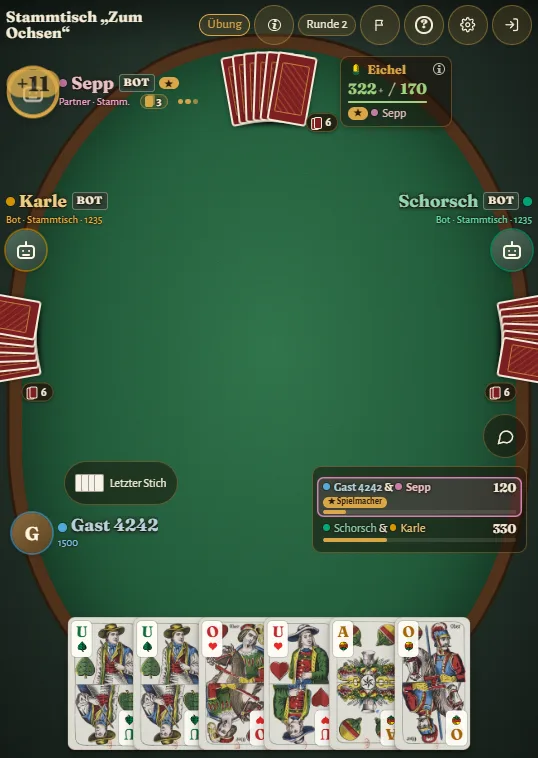 Stammtisch „Zum Ochsen“
Übung
Runde 2
?
+11
Sepp BOT ★
Partner · Stamm.
3
6
Eichel
322 / 170
★ Sepp
Karle BOT
Bot · Stammtisch · 1235
Schorsch BOT
Bot · Stammtisch · 1235
6
6
Letzter Stich
Gast 4242 & Sepp 120
★ Spielmacher
Schorsch & Karle 330
G
Gast 4242
1500
U
U
O
U
A
O
Ober
Ober
U
U
O
U
A
O